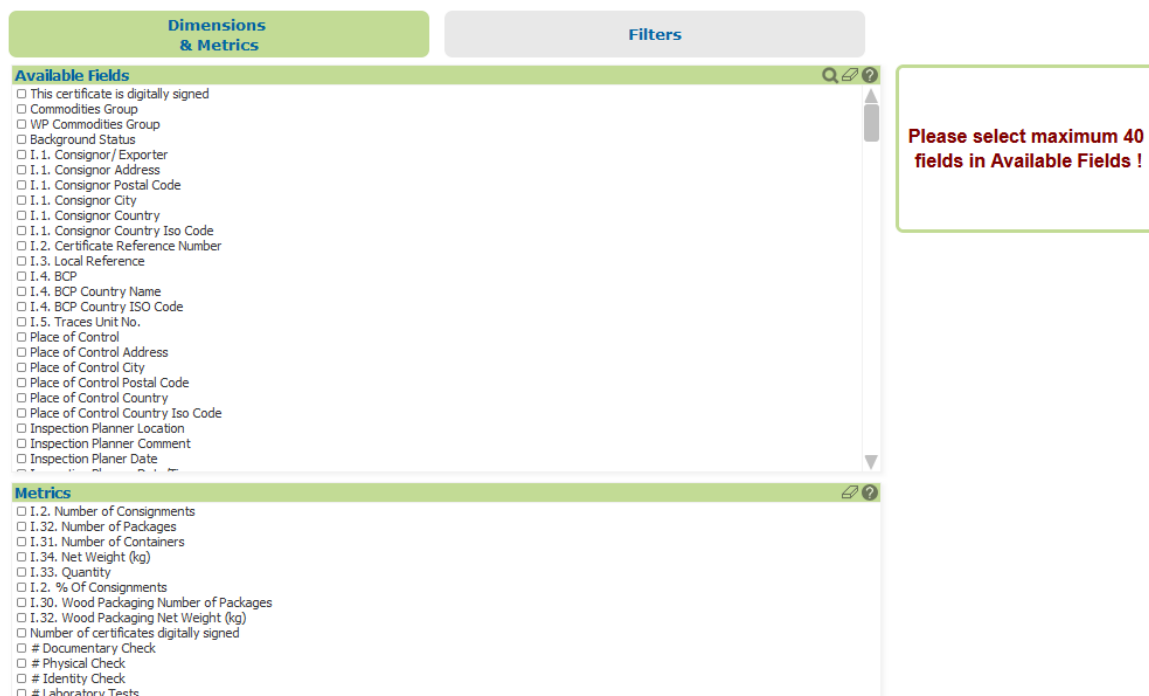 Dimensions
& Metrics
Filters
Available Fields
This certificate is digitally signed
Commodities Group
WP Commodities Group
Background Status
I.1. Consignor/ Exporter
I.1. Consignor Address
I.1. Consignor Postal Code
I.1. Consignor City
I.1. Consignor Country
I.1. Consignor Country Iso Code
I.2. Certificate Reference Number
I.3. Local Reference
I.4. BCP
I.4. BCP Country Name
I.4. BCP Country ISO Code
I.5. Traces Unit No.
Place of Control
Place of Control Address
Place of Control City
Place of Control Postal Code
Place of Control Country
Place of Control Country Iso Code
Inspection Planner Location
Inspection Planner Comment
Inspection Planer Date
Please select maximum 40
fields in Available Fields !
Metrics
I.2. Number of Consignments
I.32. Number of Packages
I.31. Number of Containers
I.34. Net Weight (kg)
I.33. Quantity
I.2. % Of Consignments
I.30. Wood Packaging Number of Packages
I.32. Wood Packaging Net Weight (kg)
Number of certificates digitally signed
# Documentary Check
# Physical Check
# Identity Check
# Laboratory Tests